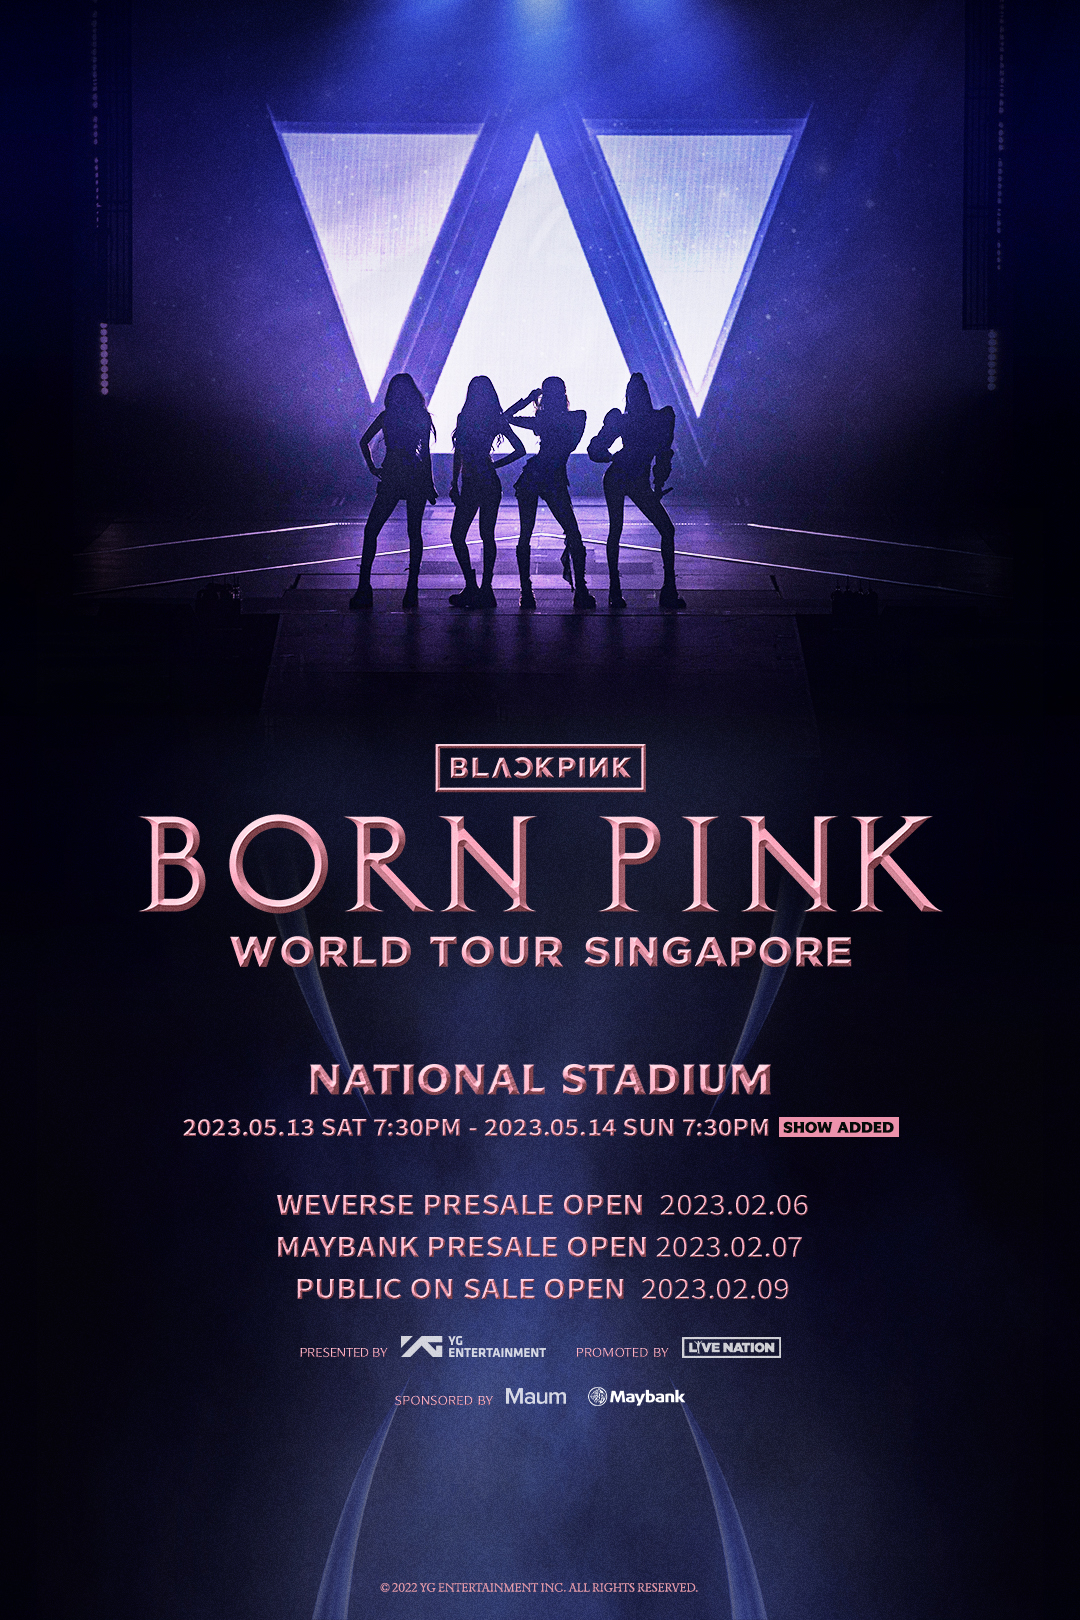 BLACKPINK
BORN PINK
WORLD TOUR SINGAPORE
NATIONAL STADIUM
2023.05.13 SAT 7:30PM - 2023.05.14 SUN 7:30PM SHOW ADDED
WEVERSE PRESALE OPEN 2023.02.06
MAYBANK PRESALE OPEN 2023.02.07
PUBLIC ON SALE OPEN 2023.02.09
PRESENTED BY YG ENTERTAINMENT PROMOTED BY LIVE NATION
SPONSORED BY Maum Maybank
© 2022 YG ENTERTAINMENT INC. ALL RIGHTS RESERVED.